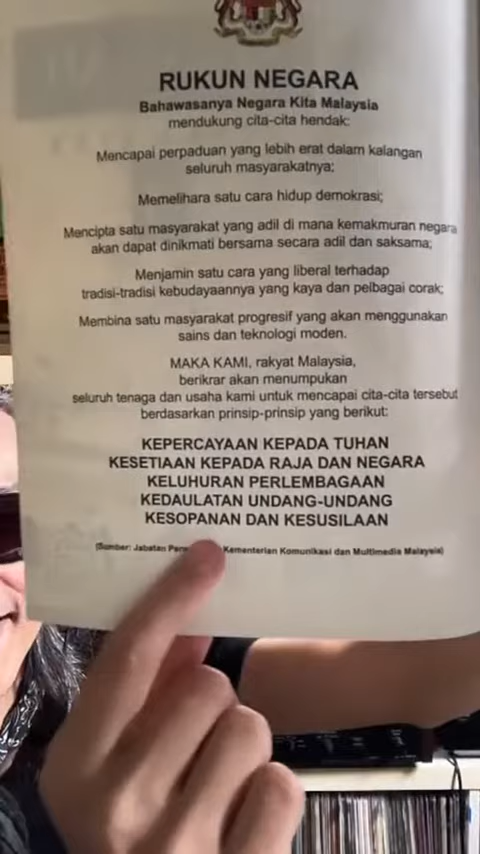 RUKUN NEGARA
Bahawasanya Negara Kita Malaysia
mendukung cita-cita hendak:
Mencapai perpaduan yang lebih erat dalam kalangan
seluruh masyarakatnya;
Memelihara satu cara hidup demokrasi;
Mencipta satu masyarakat yang adil di mana kemakmuran negara
akan dapat dinikmati bersama secara adil dan saksama;
Menjamin satu cara yang liberal terhadap
tradisi-tradisi kebudayaannya yang kaya dan pelbagai corak;
Membina satu masyarakat progresif yang akan menggunakan
sains dan teknologi moden.
MAKA KAMI, rakyat Malaysia,
berikrar akan menumpukan
seluruh tenaga dan usaha kami untuk mencapai cita-cita tersebut
berdasarkan prinsip-prinsip yang berikut:
KEPERCAYAAN KEPADA TUHAN
KESETIAAN KEPADA RAJA DAN NEGARA
KELUHURAN PERLEMBAGAAN
KEDAULATAN UNDANG-UNDANG
KESOPANAN DAN KESUSILAAN
(Sumber: Jabatan Kementerian Komunikasi dan Multimedia Malaysia)